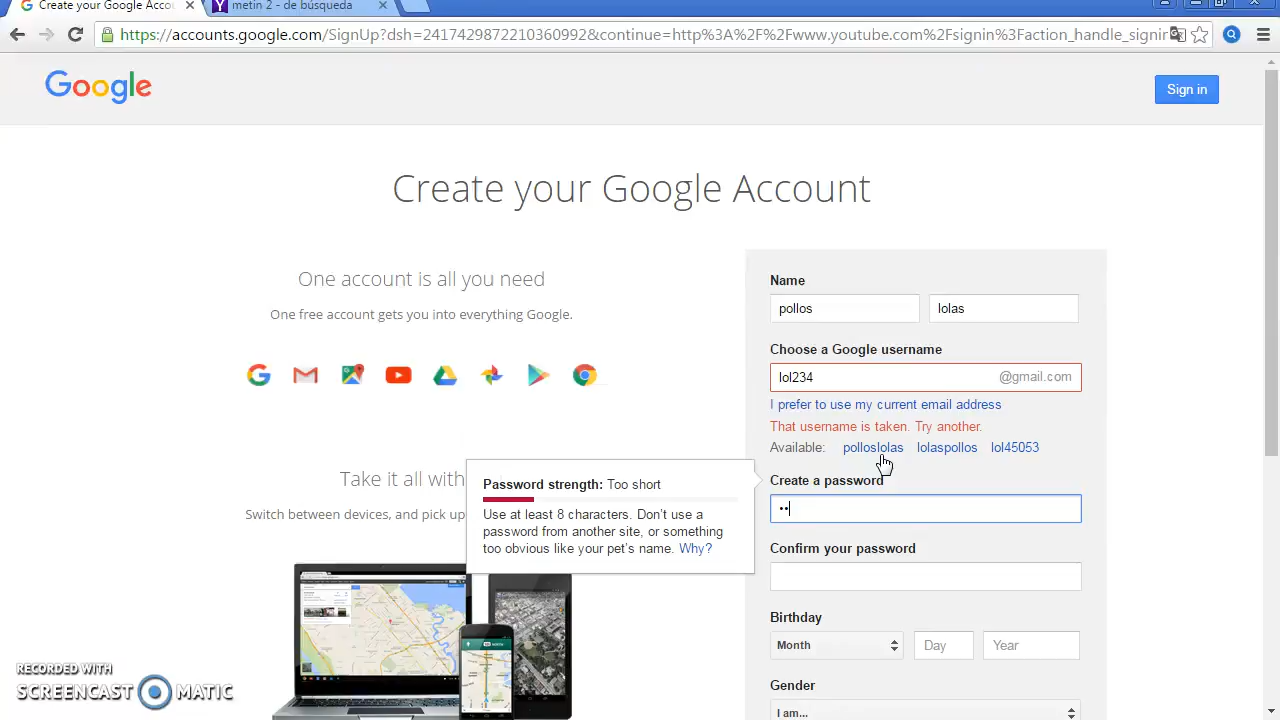 Create your Google Accou
metin 2 - de búsqueda
https://accounts.google.com/SignUp?dsh=2417429872210360992&continue=http%3A%2F%2Fwww.youtube.com%2Fsignin%3Faction_handle_signin
Google
Sign in
Create your Google Account
One account is all you need
One free account gets you into everything Google.
Name
pollos lolas
Choose a Google username
lol234 @gmail.com
I prefer to use my current email address
That username is taken. Try another.
Available: polloslolas lolaspollos lol45053
Take it all with
Switch between devices, and pick up
Password strength: Too short
Use at least 8 characters. Don't use a
password from another site, or something
too obvious like your pet's name. Why?
Create a password
Confirm your password
Birthday
Month Day Year
Gender
I am...
RECORDED WITH
SCREENCAST MATIC